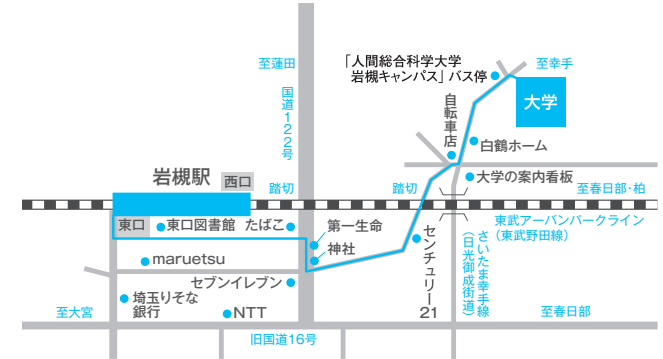 至蓮田
「人間総合科学大学
岩槻キャンパス」バス停
至幸手
大学
国道122号
自転車店
白鶴ホーム
岩槻駅
西口
踏切
踏切
大学の案内看板
至春日部・柏
東口
東口図書館
たばこ
第一生命
神社
センチュリー21
さいたま幸手線
(日光御成街道)
東武アーバンパークライン
(東武野田線)
maruetsu
セブンイレブン
埼玉りそな
銀行
NTT
至大宮
至春日部
旧国道16号